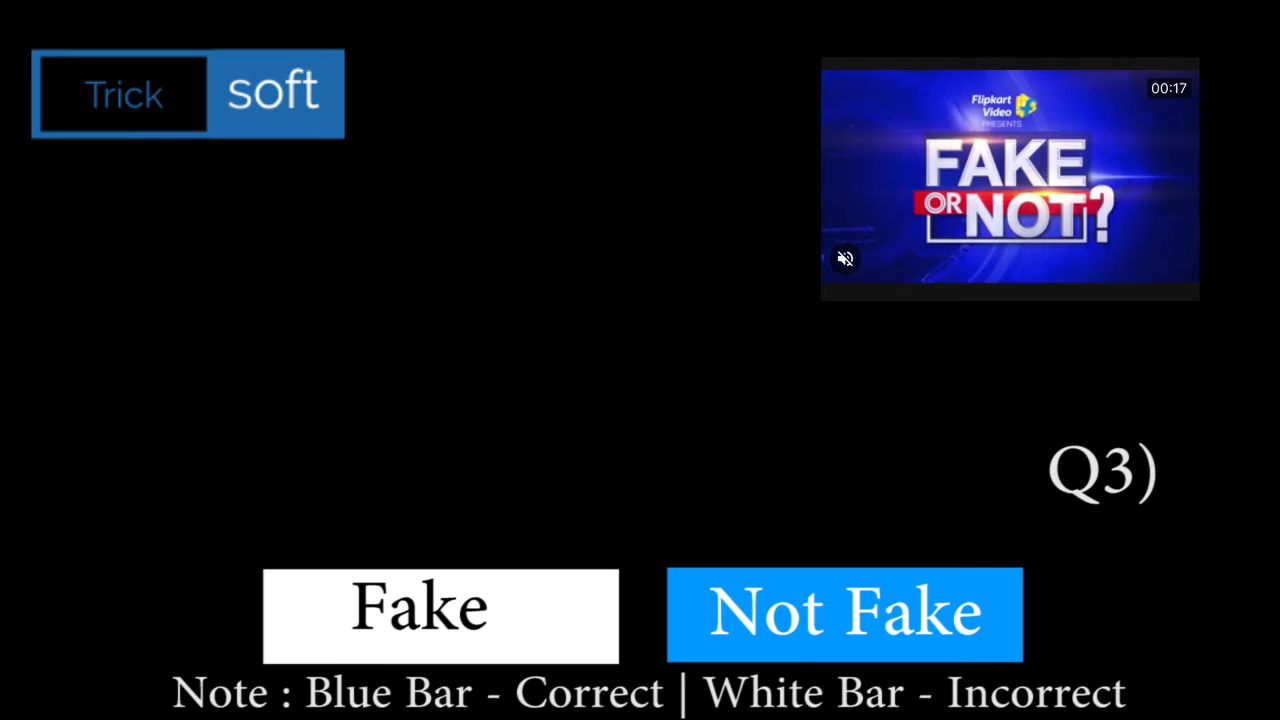 Trick soft
00:17
Flipkart
Video
PRESENTS
FAKE
OR NOT?
Q3)
Fake
Not Fake
Note : Blue Bar - Correct | White Bar - Incorrect